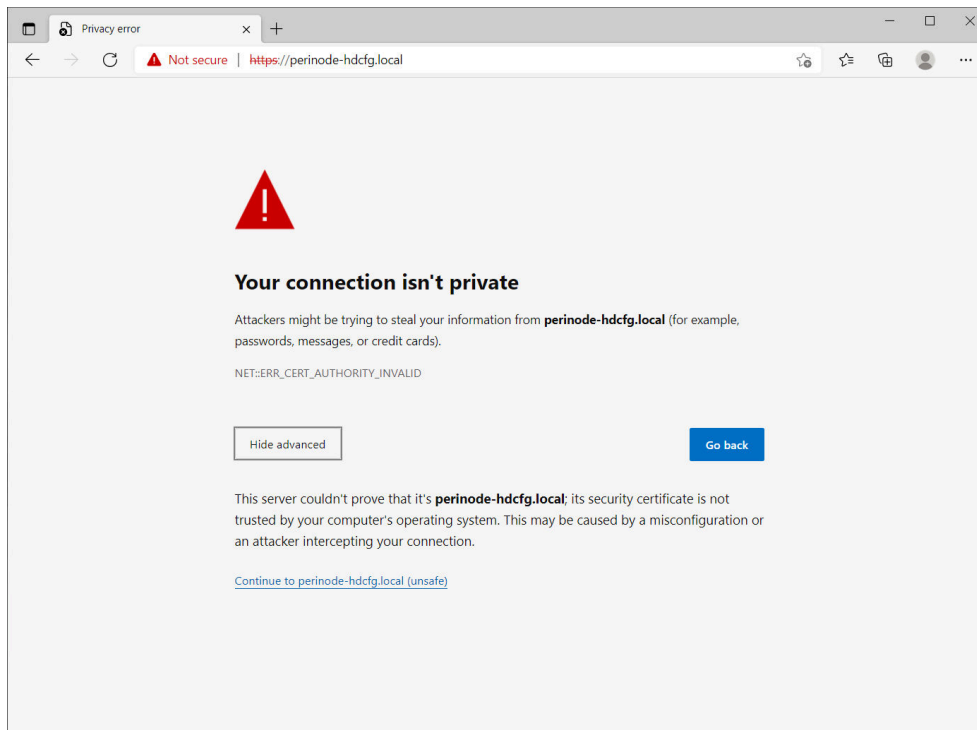 Privacy error
Not secure | https://perinode-hdcfg.local
Your connection isn't private
Attackers might be trying to steal your information from perinode-hdcfg.local (for example,
passwords, messages, or credit cards).
NET::ERR_CERT_AUTHORITY_INVALID
Hide advanced
Go back
This server couldn't prove that it's perinode-hdcfg.local; its security certificate is not
trusted by your computer's operating system. This may be caused by a misconfiguration or
an attacker intercepting your connection.
Continue to perinode-hdcfg.local (unsafe)